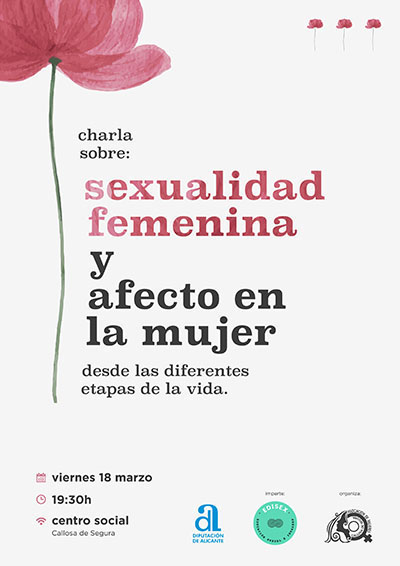 charla
sobre:
sexualidad
femenina
y
afecto en
la mujer
desde las diferentes
etapas de la vida.
viernes 18 marzo
19:30h
centro social
Callosa de Segura
DIPUTACIÓN
DE ALICANTE
imparte:
EDISEX
organiza: